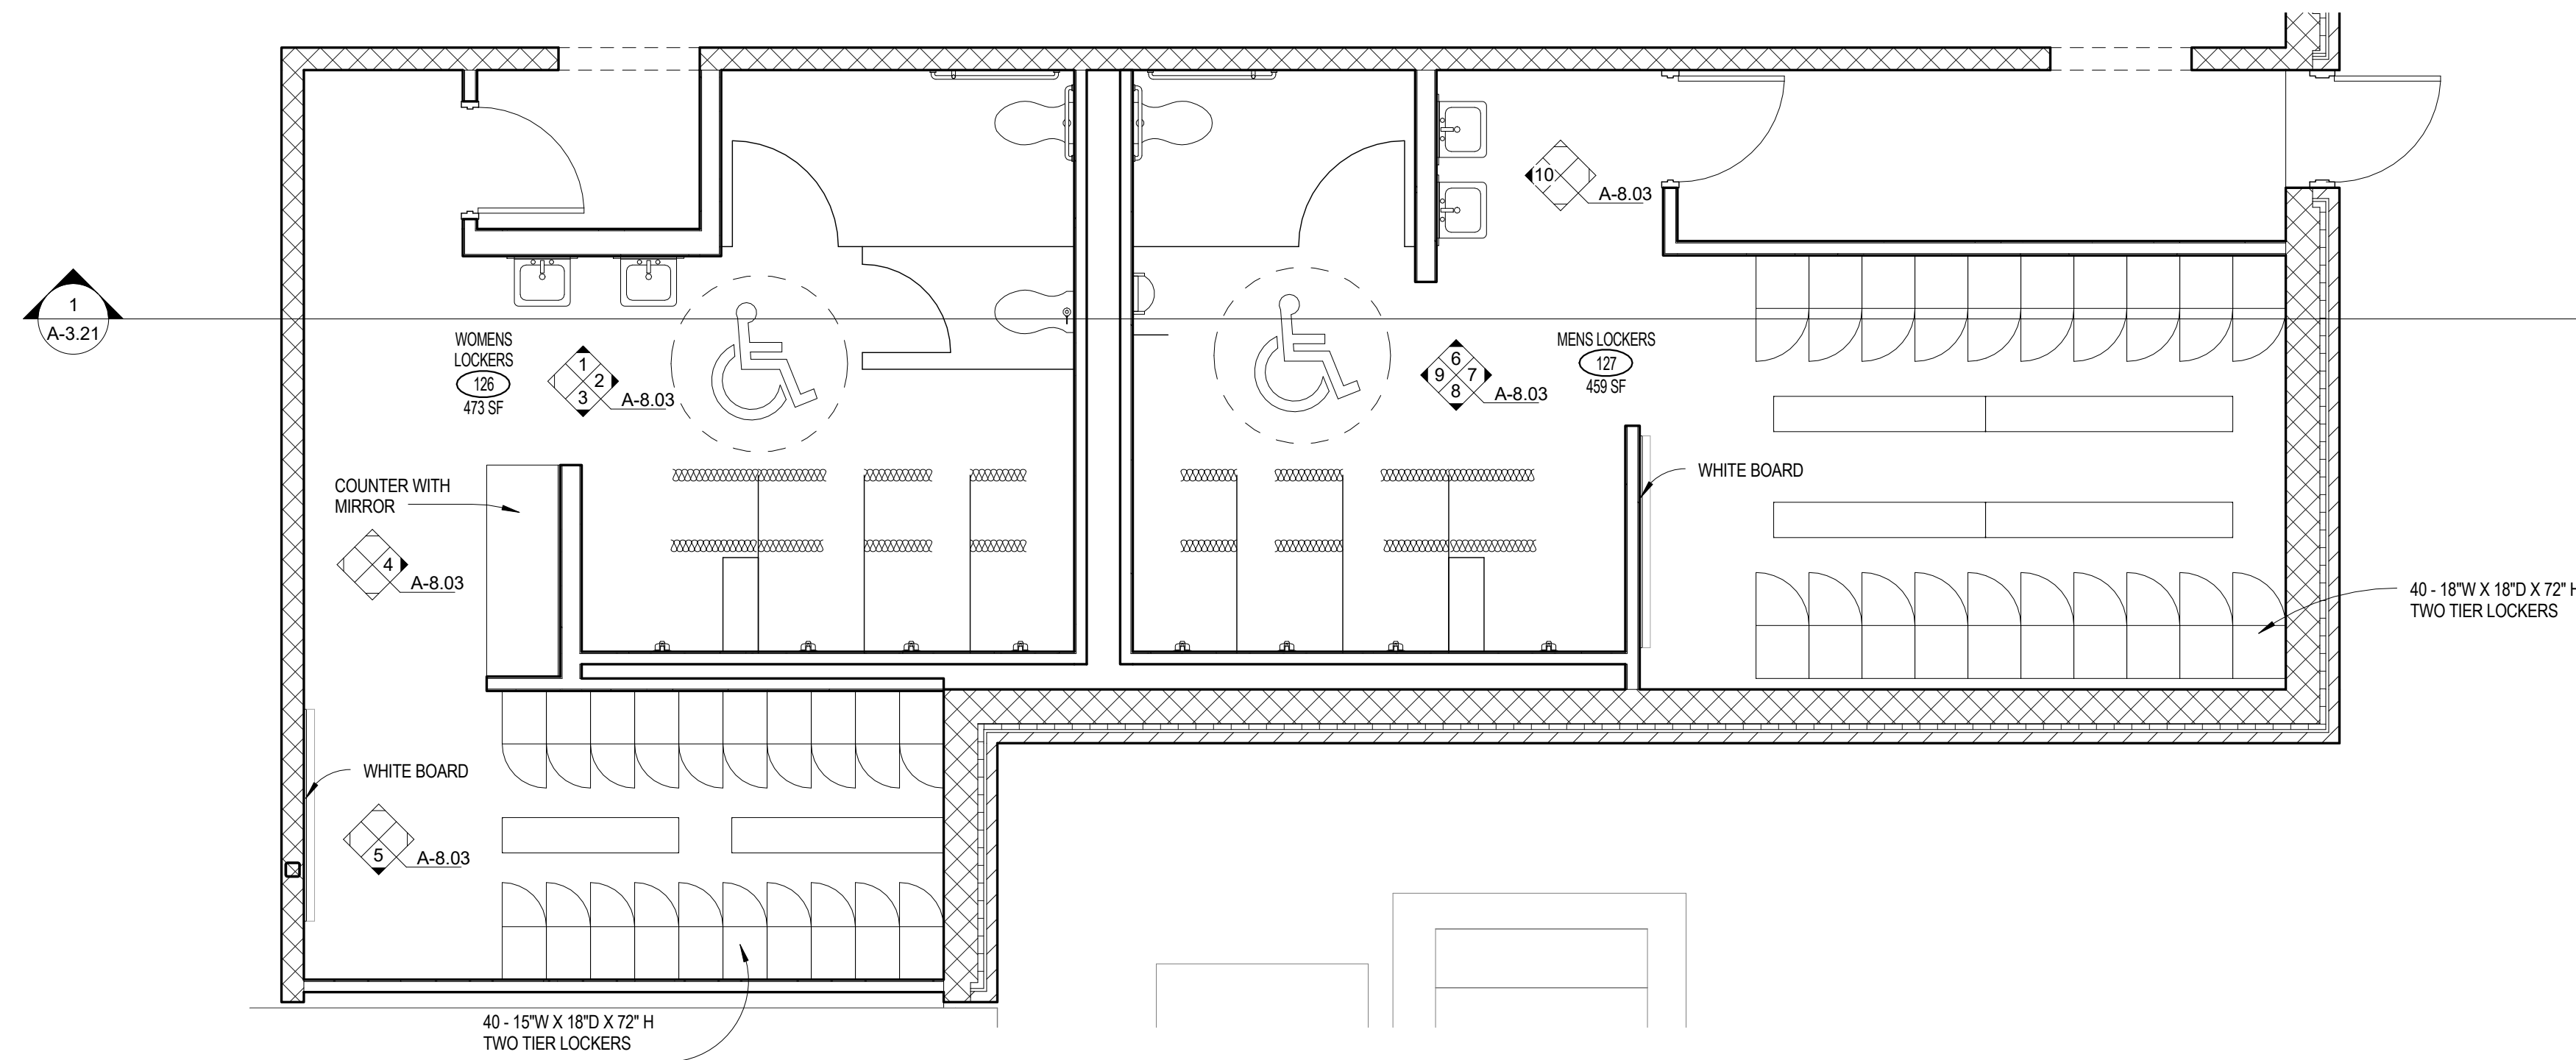 10
A-8.03
1
A-3.21
WOMENS
LOCKERS
126
473 SF
1
2
3
A-8.03
6
9
7
8
A-8.03
MENS LOCKERS
127
459 SF
COUNTER WITH
MIRROR
4
A-8.03
WHITE BOARD
40 - 18"W X 18"D X 72" H
TWO TIER LOCKERS
WHITE BOARD
5
A-8.03
40 - 15"W X 18"D X 72" H
TWO TIER LOCKERS